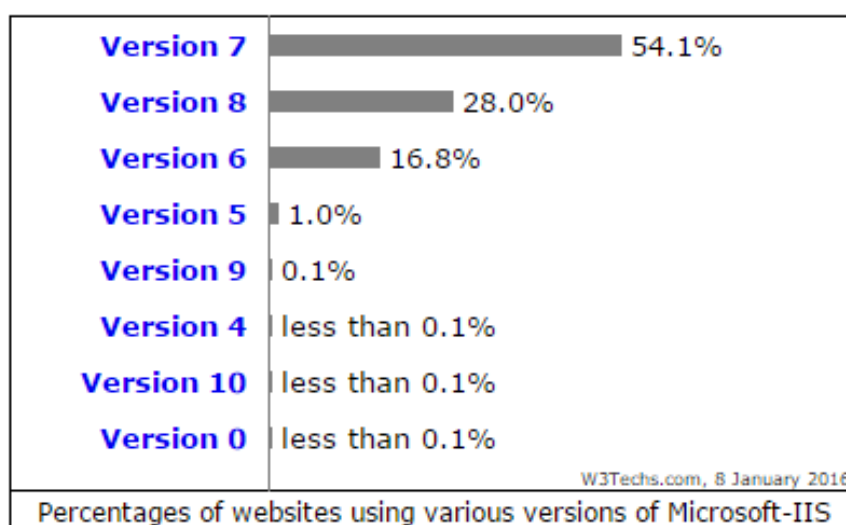 Version 7 54.1%
Version 8 28.0%
Version 6 16.8%
Version 5 1.0%
Version 9 0.1%
Version 4 less than 0.1%
Version 10 less than 0.1%
Version 0 less than 0.1%
W3Techs.com, 8 January 2016
Percentages of websites using various versions of Microsoft-IIS